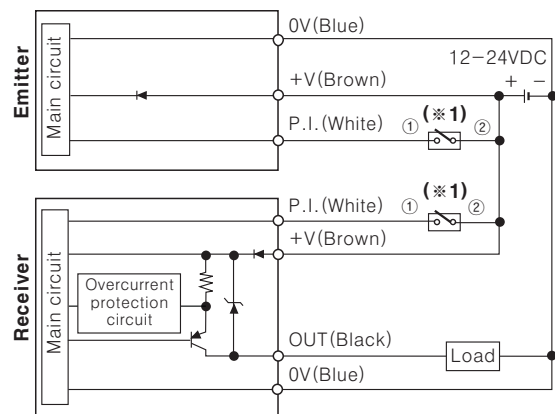 Emitter
Main circuit
0V(Blue)
12-24VDC
+ -
+V(Brown)
P.I.(White)
① (※1) ②
Receiver
Main circuit
P.I.(White)
① (※1) ②
+V(Brown)
Overcurrent
protection
circuit
OUT(Black)
Load
0V(Blue)